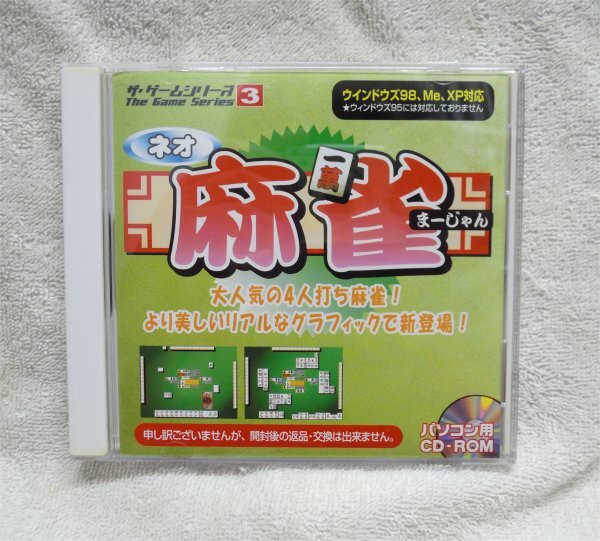 ザ・ゲームシリーズ 3
The Game Series
ウインドウズ98、Me、XP対応
★ウィンドウズ95には対応しておりません
ネオ
麻雀
一萬
まーじゃん
大人気の4人打ち麻雀！
より美しいリアルなグラフィックで新登場！
申し訳ございませんが、開封後の返品・交換は出来ません。
パソコン用
CD-ROM